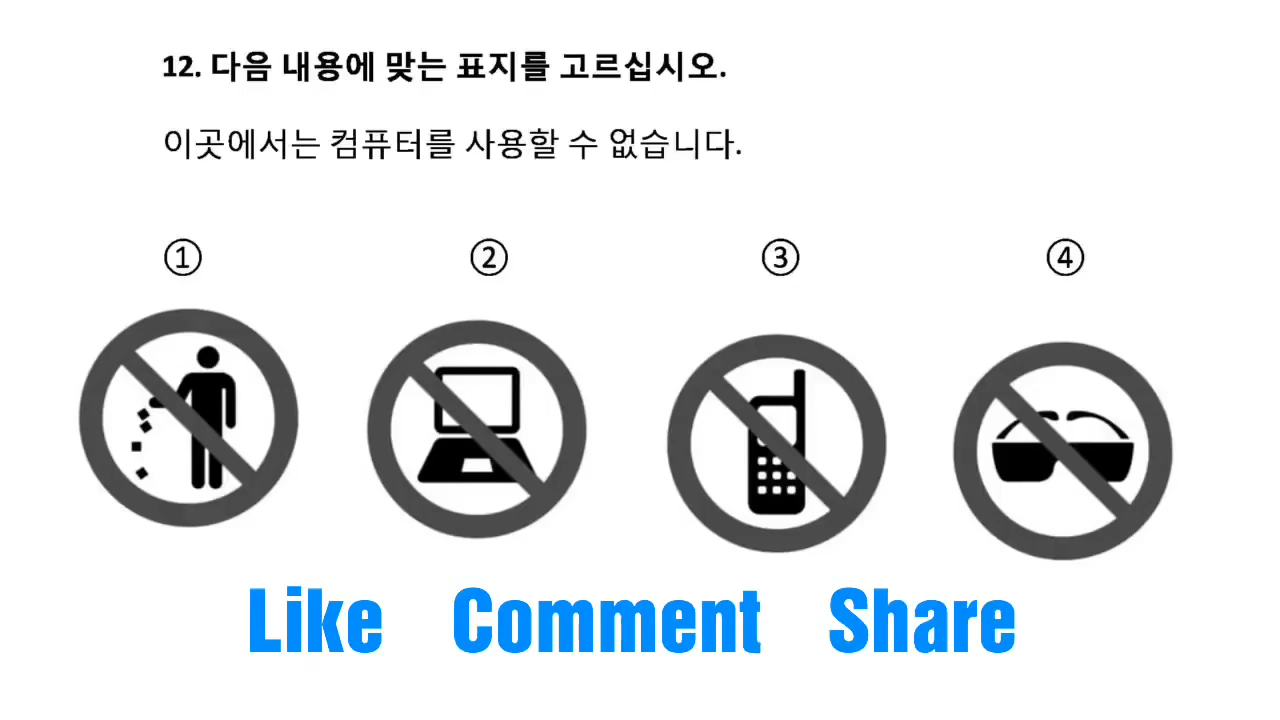 12. 다음 내용에 맞는 표지를 고르십시오.
이곳에서는 컴퓨터를 사용할 수 없습니다.
① ② ③ ④
Like Comment Share